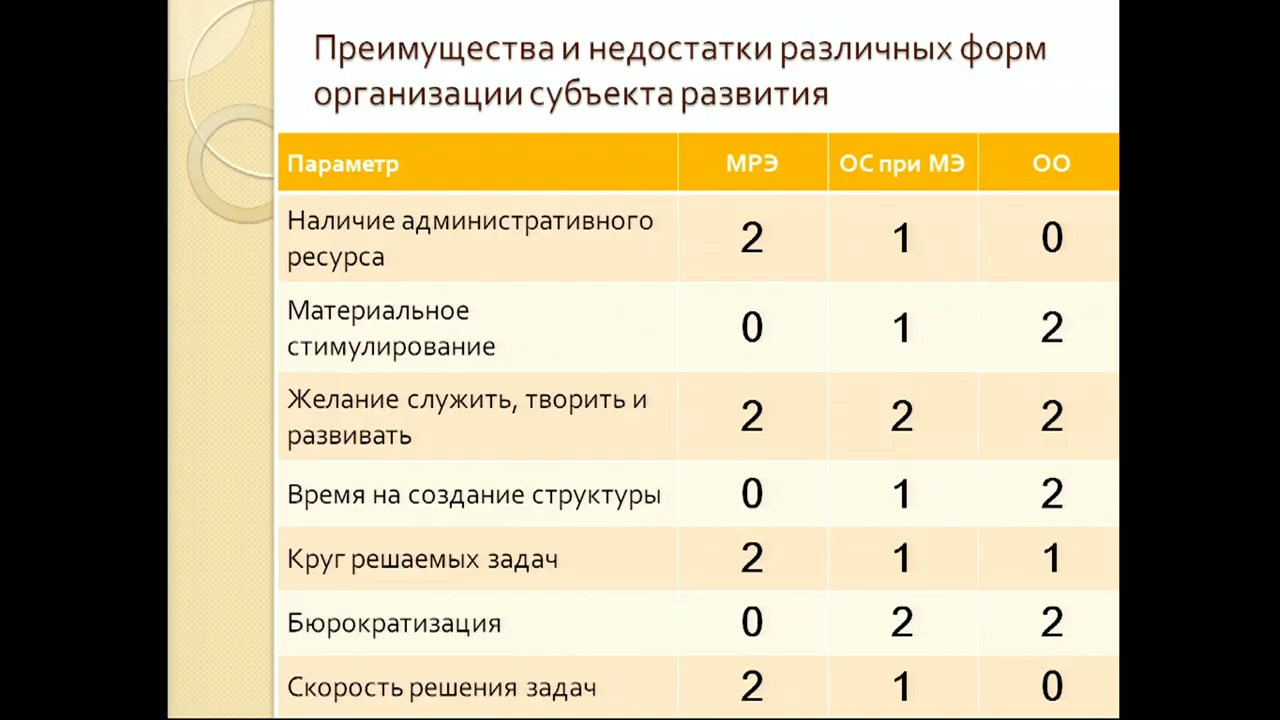 Преимущества и недостатки различных форм
организации субъекта развития
Параметр МРЭ ОС при МЭ ОО
Наличие административного
ресурса 2 1 0
Материальное
стимулирование 0 1 2
Желание служить, творить и
развивать 2 2 2
Время на создание структуры 0 1 2
Круг решаемых задач 2 1 1
Бюрократизация 0 2 2
Скорость решения задач 2 1 0